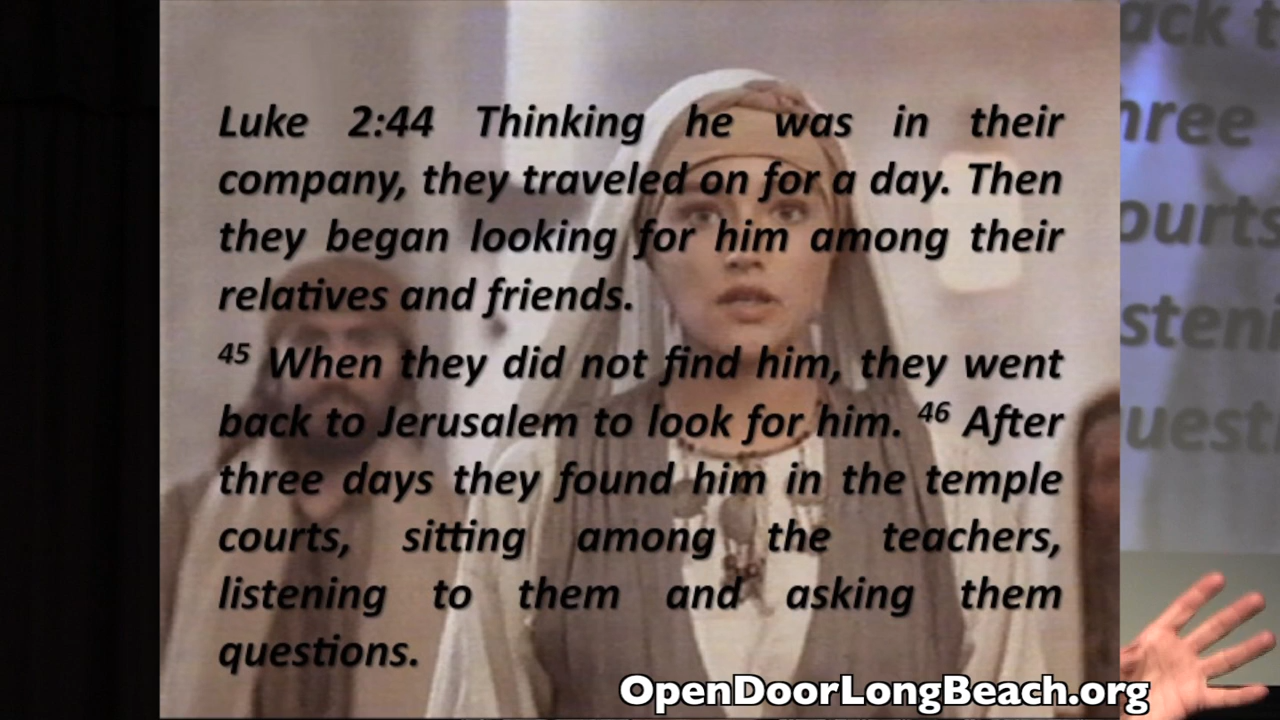 Luke 2:44 Thinking he was in their
company, they traveled on for a day. Then
they began looking for him among their
relatives and friends.
45 When they did not find him, they went
back to Jerusalem to look for him. 46 After
three days they found him in the temple
courts, sitting among the teachers,
listening to them and asking them
questions.
OpenDoorLongBeach.org